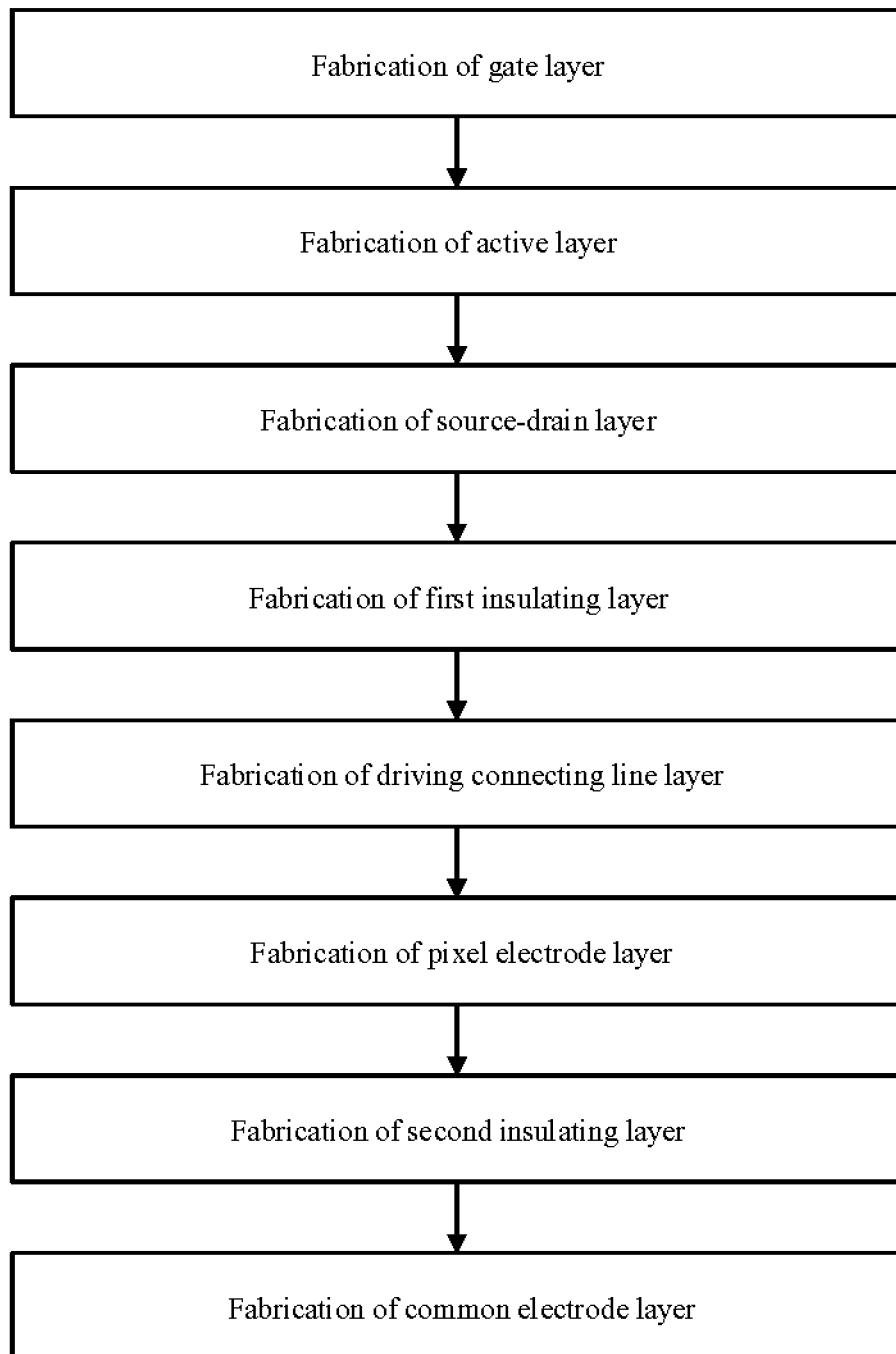 Fabrication of gate layer
Fabrication of active layer
Fabrication of source-drain layer
Fabrication of first insulating layer
Fabrication of driving connecting line layer
Fabrication of pixel electrode layer
Fabrication of second insulating layer
Fabrication of common electrode layer